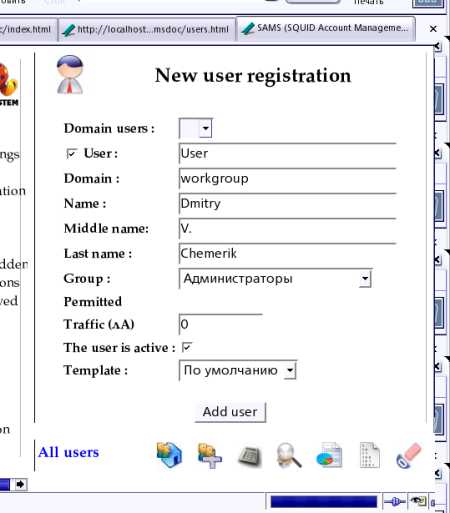 печать
:/index.html http://localhost...msdoc/users.html SAMS (SQUID Account Manageme...
New user registration
STEM
Domain users :
User : User
ngs
Domain : workgroup
ation
Name : Dmitry
Middle name: V.
Last name : Chemerik
dden
Group : Администраторы
ons
Permitted
ved
Traffic (лА) 0
The user is active :
Template : По умолчанию
Add user
on
All users